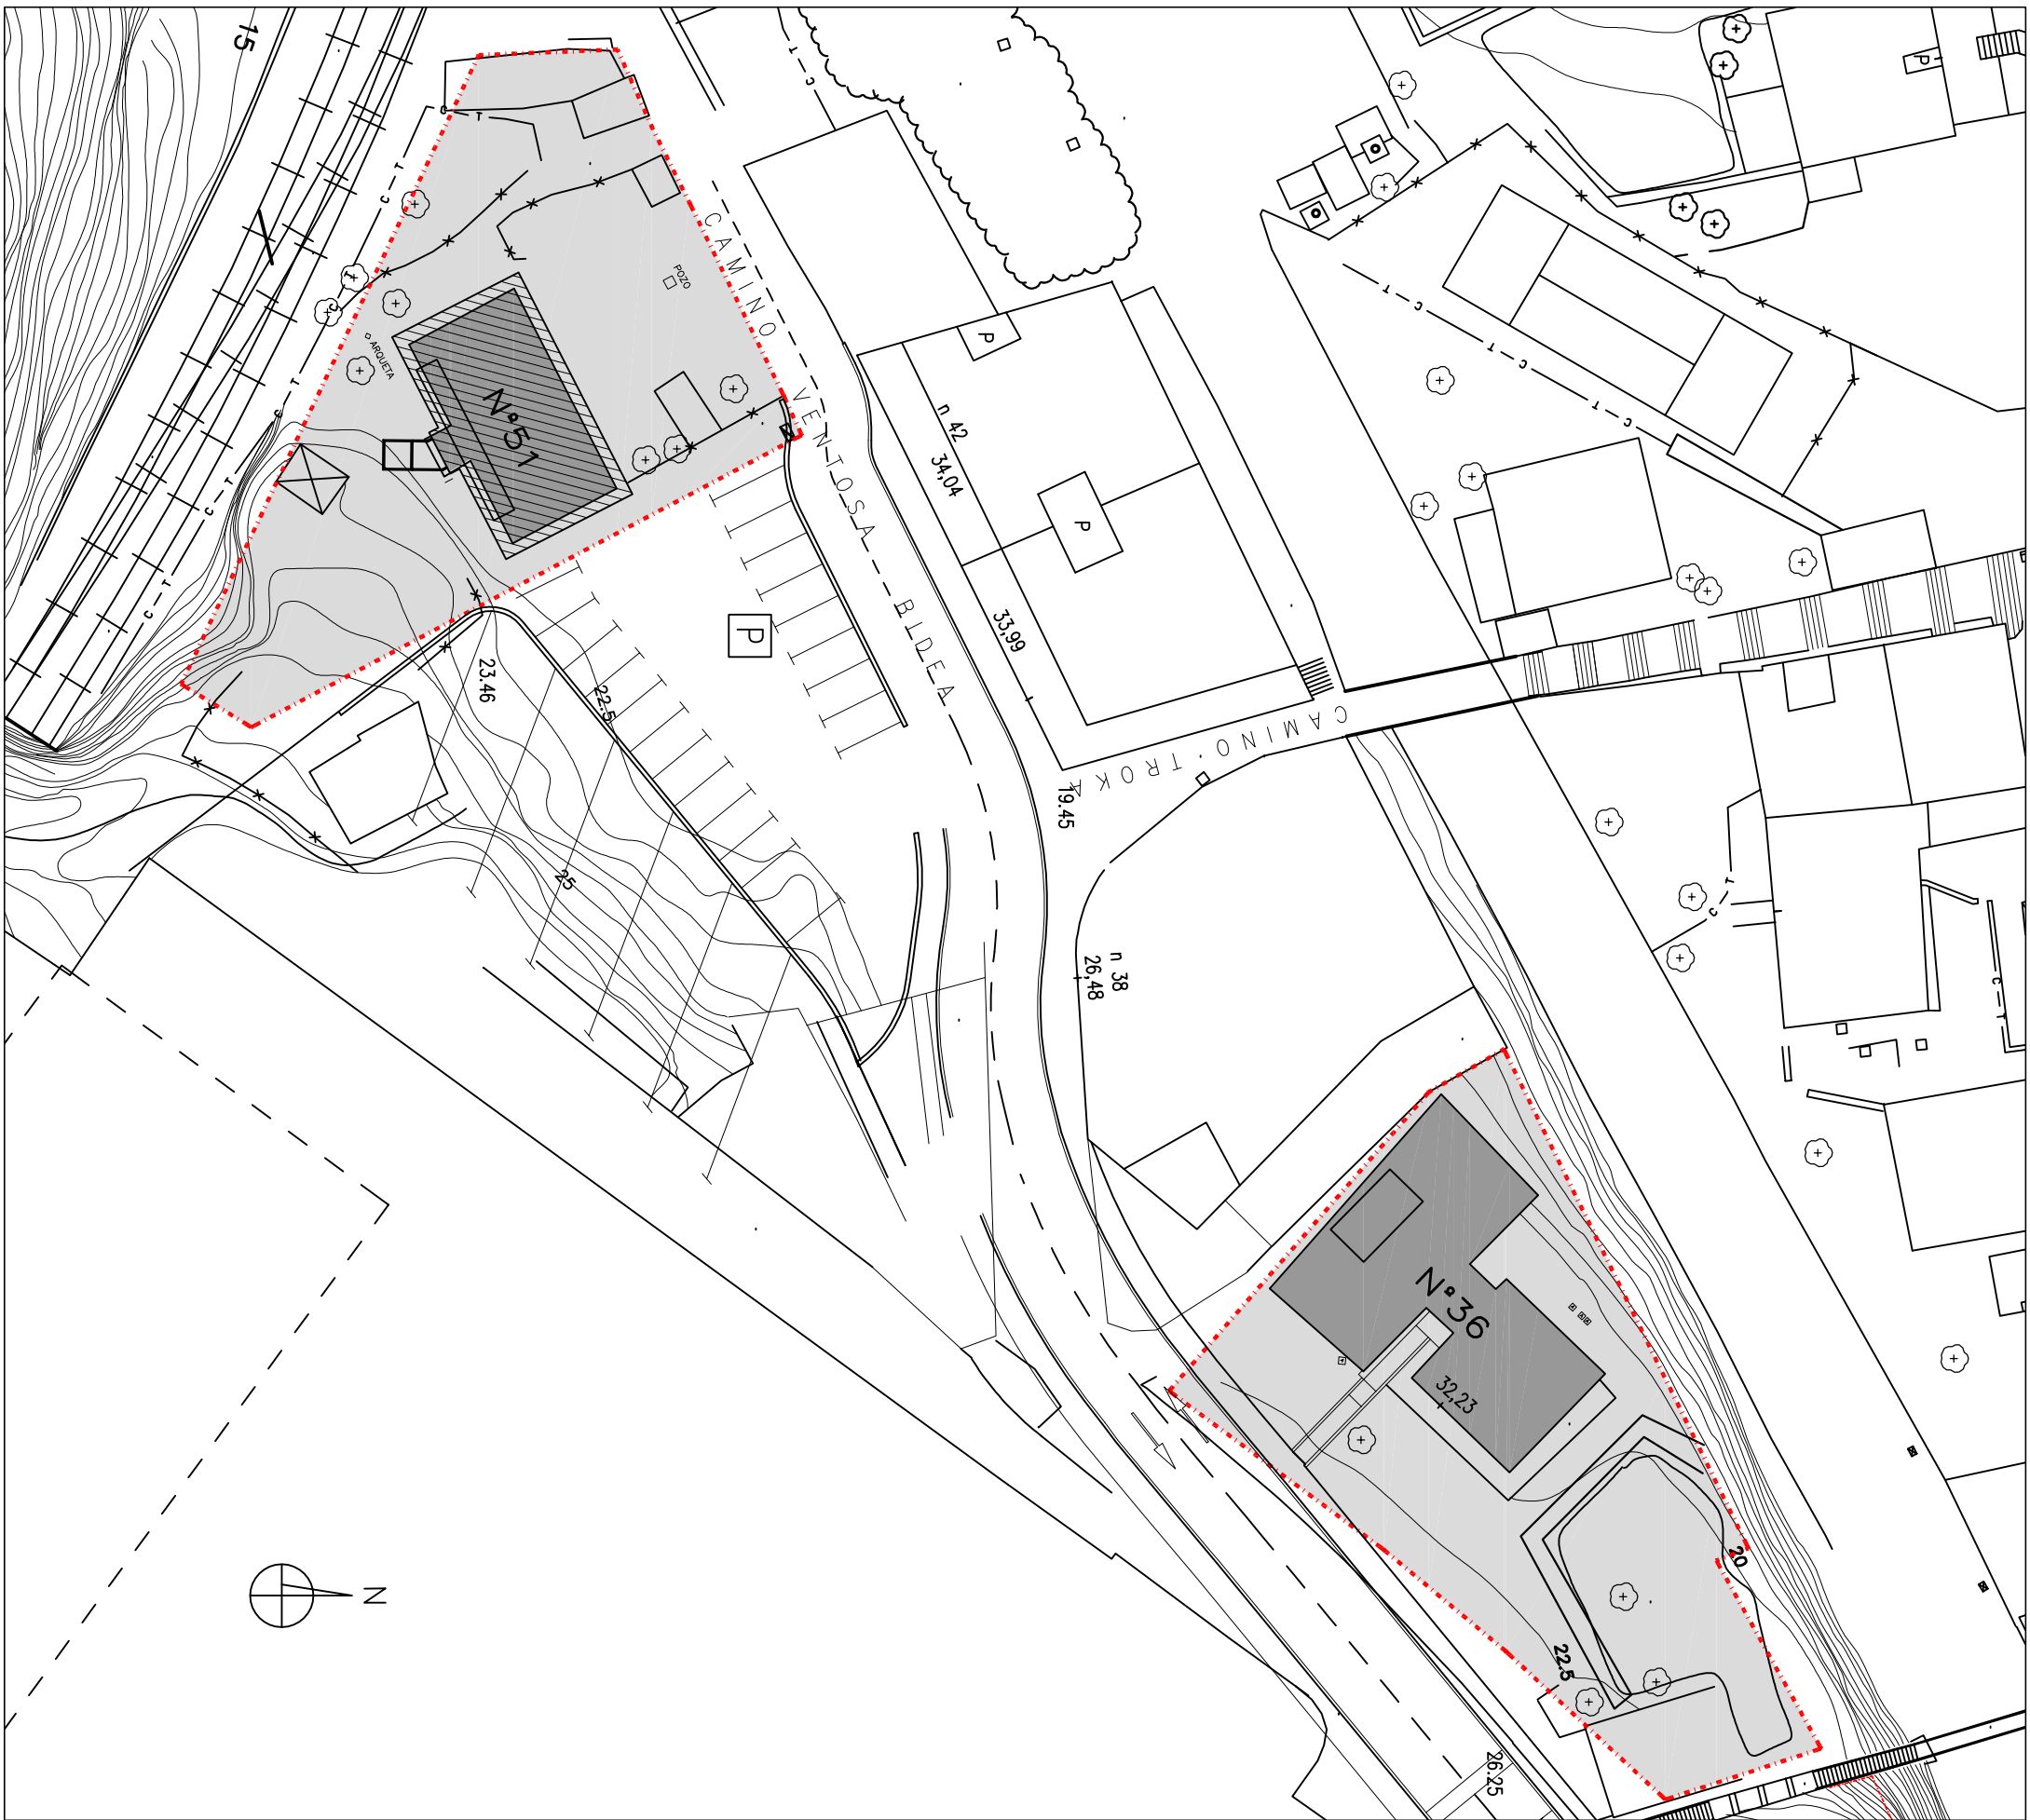 15
P
C T
T
C T
C T
C T
C T
C T
C T C T C T C T
C T
C T
CAMINO VENTOSA BIDEA
POZO
ARQUETA
Nº51
P
n 42
34,04
P
33,99
P
CAMINO TROKA
19.45
23.46
22.5
25
n 38
26,48
Nº36
32,23
20
22.5
26.25
N